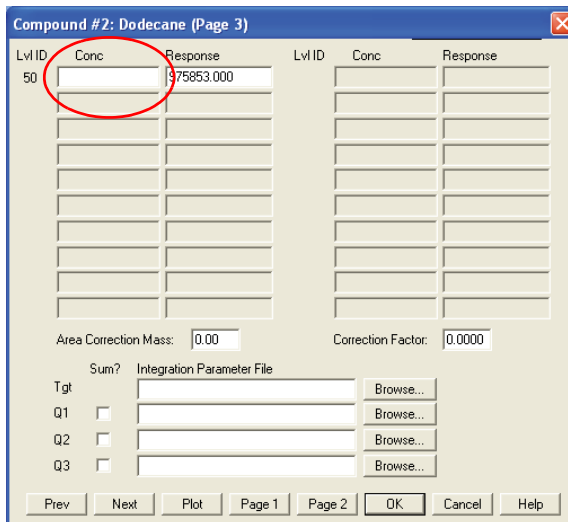 Compound #2: Dodecane (Page 3)
Lvl ID Conc Response Lvl ID Conc Response
50 975853.000
Area Correction Mass: 0.00 Correction Factor: 0.0000
Sum? Integration Parameter File
Tgt Browse...
Q1 Browse...
Q2 Browse...
Q3 Browse...
Prev Next Plot Page 1 Page 2 OK Cancel Help